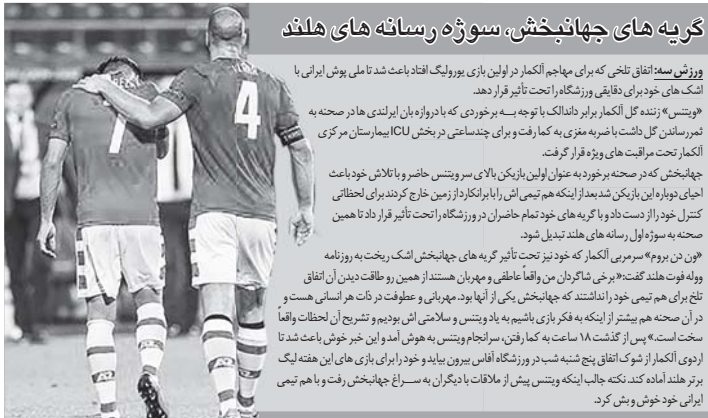 گریه های جهانبخش، سوژه رسانه های هلند
ورزش سه: اتفاق تلخی که برای مهاجم آلکمار در اولین بازی یورولیگ افتاد باعث شد تا ملی پوش ایرانی با
اشک های خود برای دقایقی ورزشگاه را تحت تأثیر قرار دهد.
«ویتنس» زننده گل آلکمار برابر داندالک با توجه بـه برخوردی که با دروازه بان ایرلندی ها در صحنه به
ثمر رساندن گل داشت با ضربه مغزی به کما رفت و برای چند ساعتی در بخش ICU بیمارستان مرکزی
آلکمار تحت مراقبت های ویژه قرار گرفت.
جهانبخش که در صحنه برخورد به عنوان اولین بازیکن بالای سر ویتنس حاضر و با تلاش خود باعث
احیای دوباره این بازیکن شد بعد از اینکه هم تیمی اش را با برانکارد از زمین خارج کردند برای لحظاتی
کنترل خود را از دست داد و با گریه های خود تمام حاضران در ورزشگاه را تحت تأثیر قرار داد تا همین
صحنه به سوژه اول رسانه های هلند تبدیل شود.
«ون دن بروم» سرمربی آلکمار که خود نیز تحت تأثیر گریه های جهانبخش اشک ریخت به روزنامه
ووله فوت هلند گفت: «برخی شاگردان من واقعاً عاطفی و مهربان هستند از همین رو طاقت دیدن آن اتفاق
تلخ برای هم تیمی خود را نداشتند که جهانبخش یکی از آنها بود. مهربانی و عطوفت در ذات هر انسانی هست و
در آن صحنه هم بیشتر از اینکه به فکر بازی باشیم به یاد ویتنس و سلامتی اش بودیم و تشریح آن لحظات واقعاً
سخت است.» پس از گذشت ۱۸ ساعت به کما رفتن، سرانجام ویتنس به هوش آمد و این خبر خوش باعث شد تا
اردوی آلکمار از شوک اتفاق پنج شنبه شب در ورزشگاه آفاس بیرون بیاید و خود را برای بازی های این هفته لیگ
برتر هلند آماده کند. نکته جالب اینکه ویتنس پیش از ملاقات با دیگران به سـراغ جهانبخش رفت و با هم تیمی
ایرانی خود خوش و بش کرد.
7
4